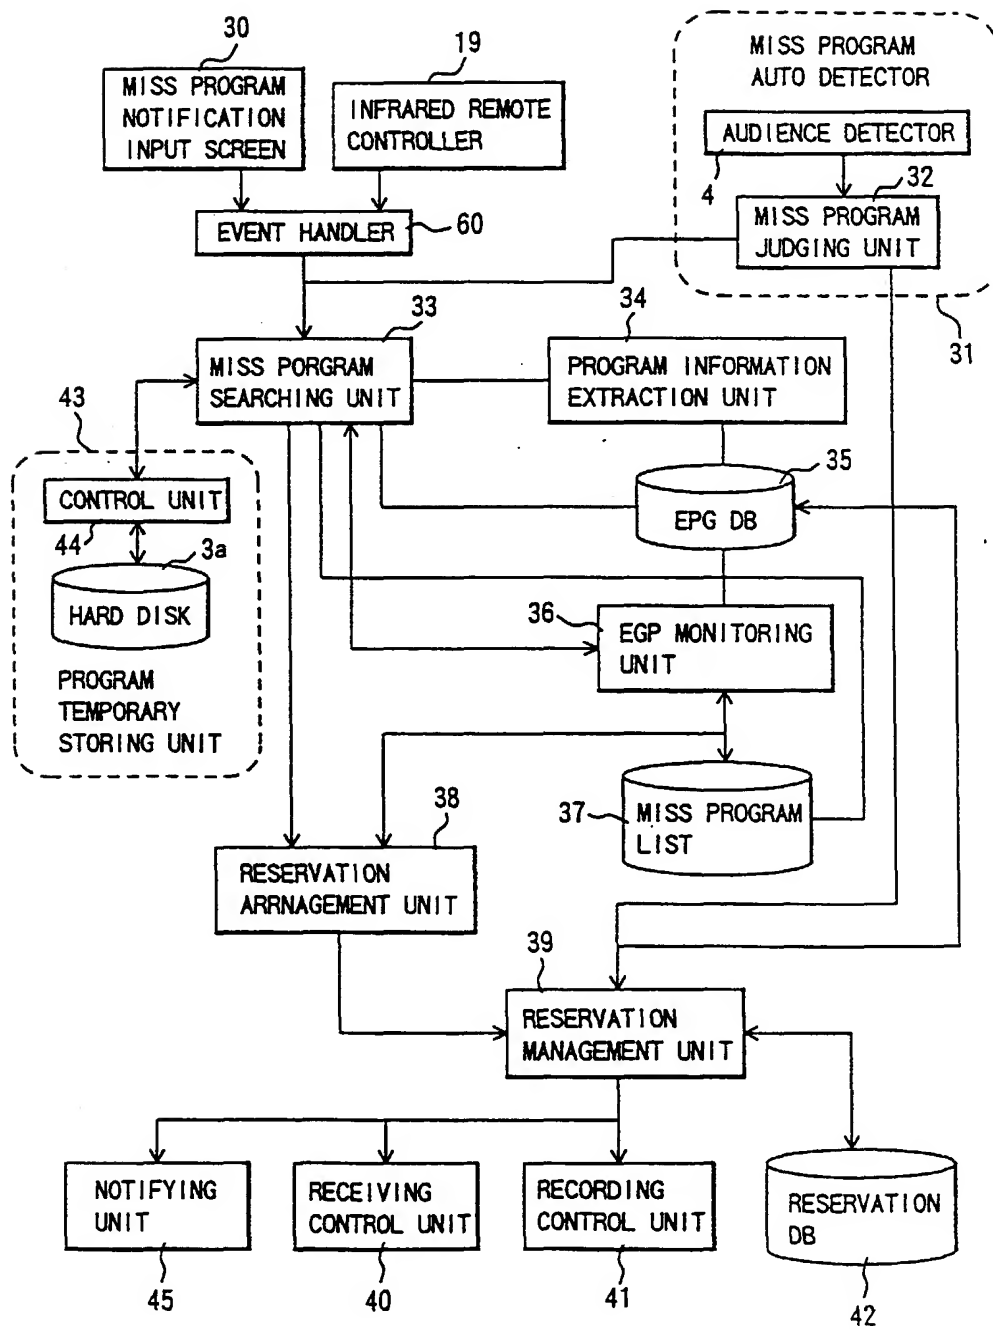 30
19
MISS PROGRAM
NOTIFICATION
INPUT SCREEN
INFRARED REMOTE
CONTROLLER
MISS PROGRAM
AUTO DETECTOR
AUDIENCE DETECTOR
4
32
MISS PROGRAM
JUDGING UNIT
31
EVENT HANDLER
60
33
MISS PORGRAM
SEARCHING UNIT
34
PROGRAM INFORMATION
EXTRACTION UNIT
43
CONTROL UNIT
44
3a
HARD DISK
PROGRAM
TEMPORARY
STORING UNIT
35
EPG DB
36
EGP MONITORING
UNIT
37
MISS PROGRAM
LIST
38
RESERVATION
ARRNAGEMENT UNIT
39
RESERVATION
MANAGEMENT UNIT
NOTIFYING
UNIT
45
RECEIVING
CONTROL UNIT
40
RECORDING
CONTROL UNIT
41
RESERVATION
DB
42